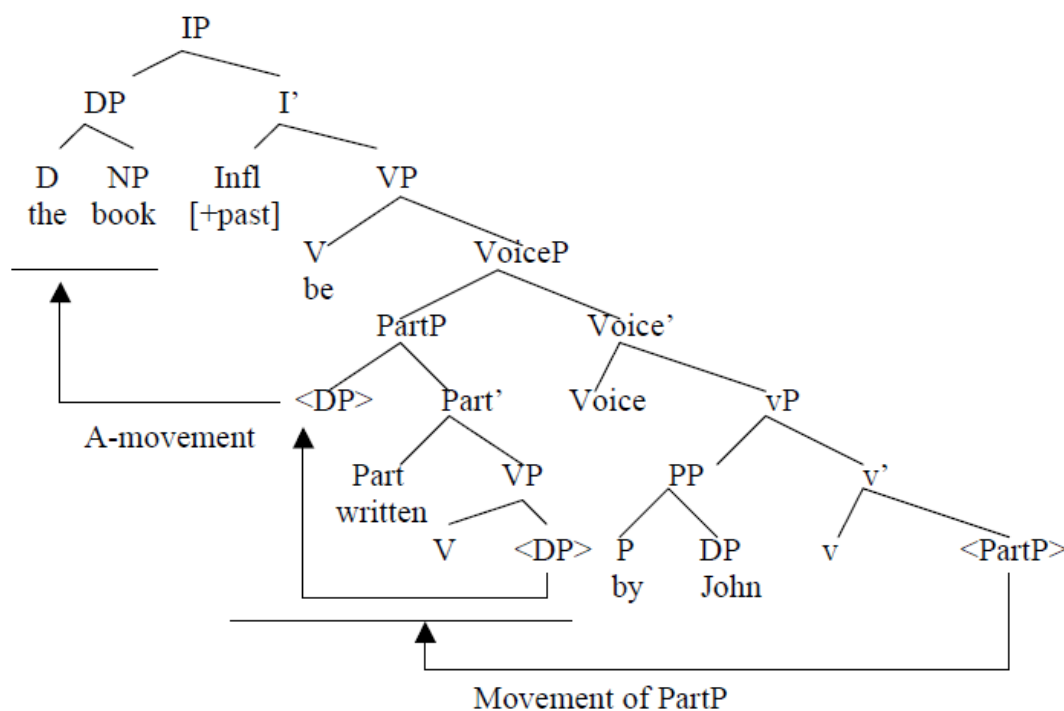 IP
DP I’
D NP Infl VP
the book [+past]
V VoiceP
be
PartP Voice’
<DP> Part’ Voice vP
A-movement
Part VP PP v’
written
V <DP> P DP v <PartP>
by John
Movement of PartP